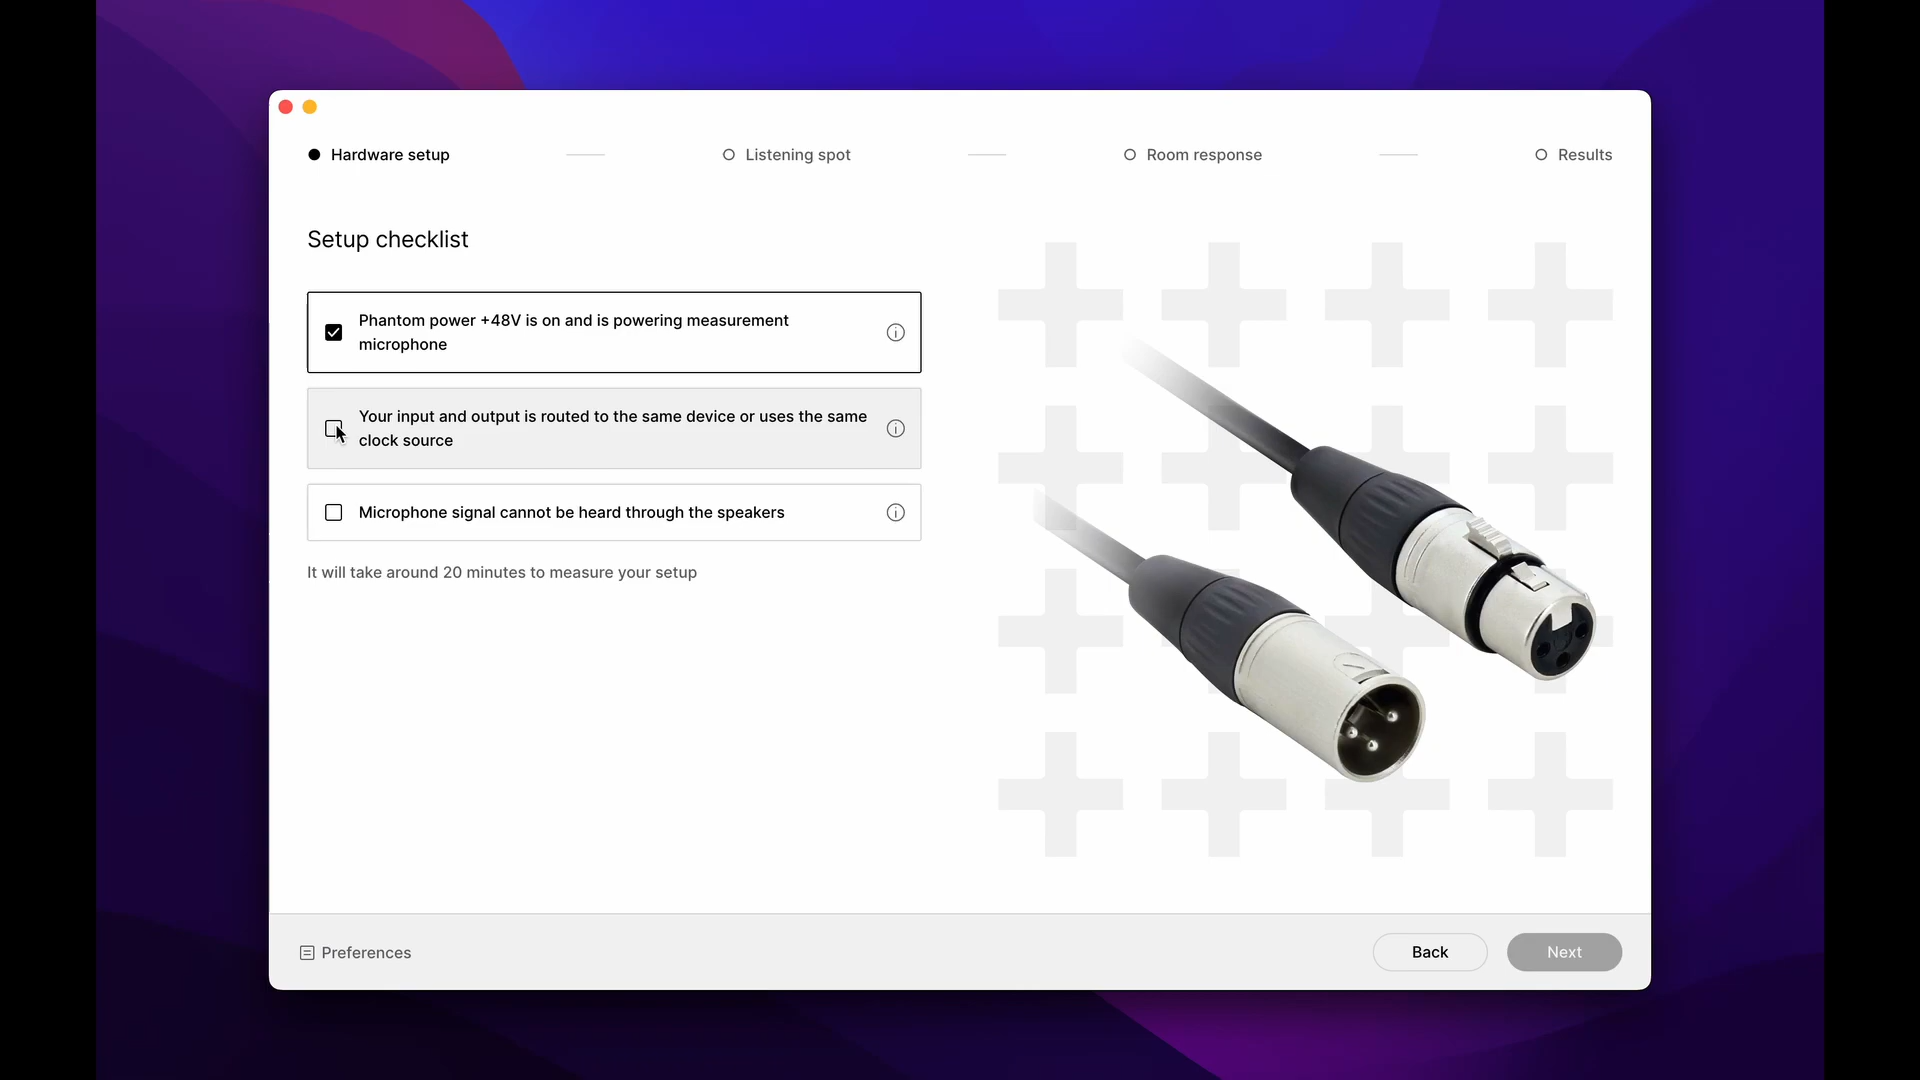 Hardware setup
Listening spot
Room response
Results
Setup checklist
Phantom power +48V is on and is powering measurement
microphone
Your input and output is routed to the same device or uses the same
clock source
Microphone signal cannot be heard through the speakers
It will take around 20 minutes to measure your setup
Preferences
Back
Next